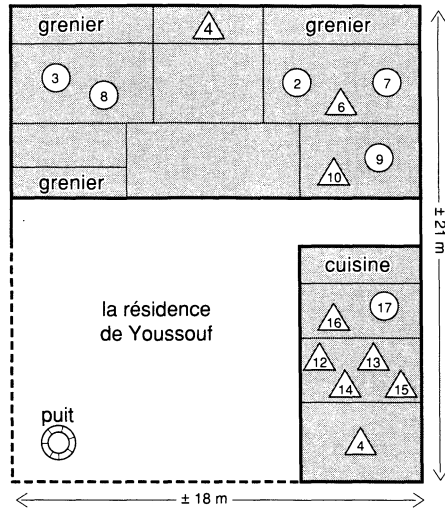 grenier 4 grenier
3 8 2 6 7
10 9
grenier
cuisine
16 17
12 13
14 15
4
la résidence
de Youssouf
puit
± 18 m
± 21 m